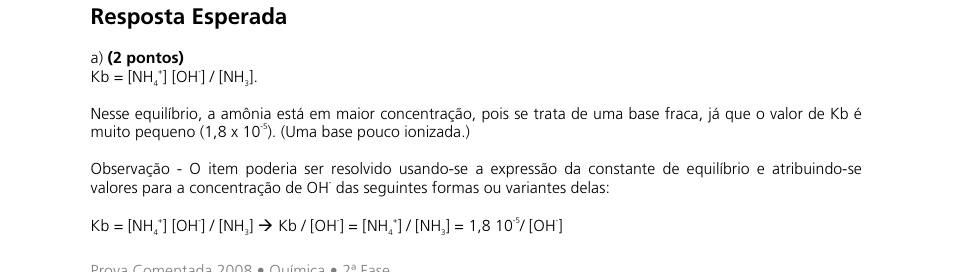 Resposta Esperada
a) (2 pontos)
Kb = [NH₄⁺] [OH⁻] / [NH₃].
Nesse equilíbrio, a amônia está em maior concentração, pois se trata de uma base fraca, já que o valor de Kb é
muito pequeno (1,8 x 10⁻⁵). (Uma base pouco ionizada.)
Observação - O item poderia ser resolvido usando-se a expressão da constante de equilíbrio e atribuindo-se
valores para a concentração de OH⁻ das seguintes formas ou variantes delas:
Kb = [NH₄⁺] [OH⁻] / [NH₃] → Kb / [OH⁻] = [NH₄⁺] / [NH₃] = 1,8 10⁻⁵/ [OH⁻]
Prova Comentada 2008 • Química • 2ª Fase